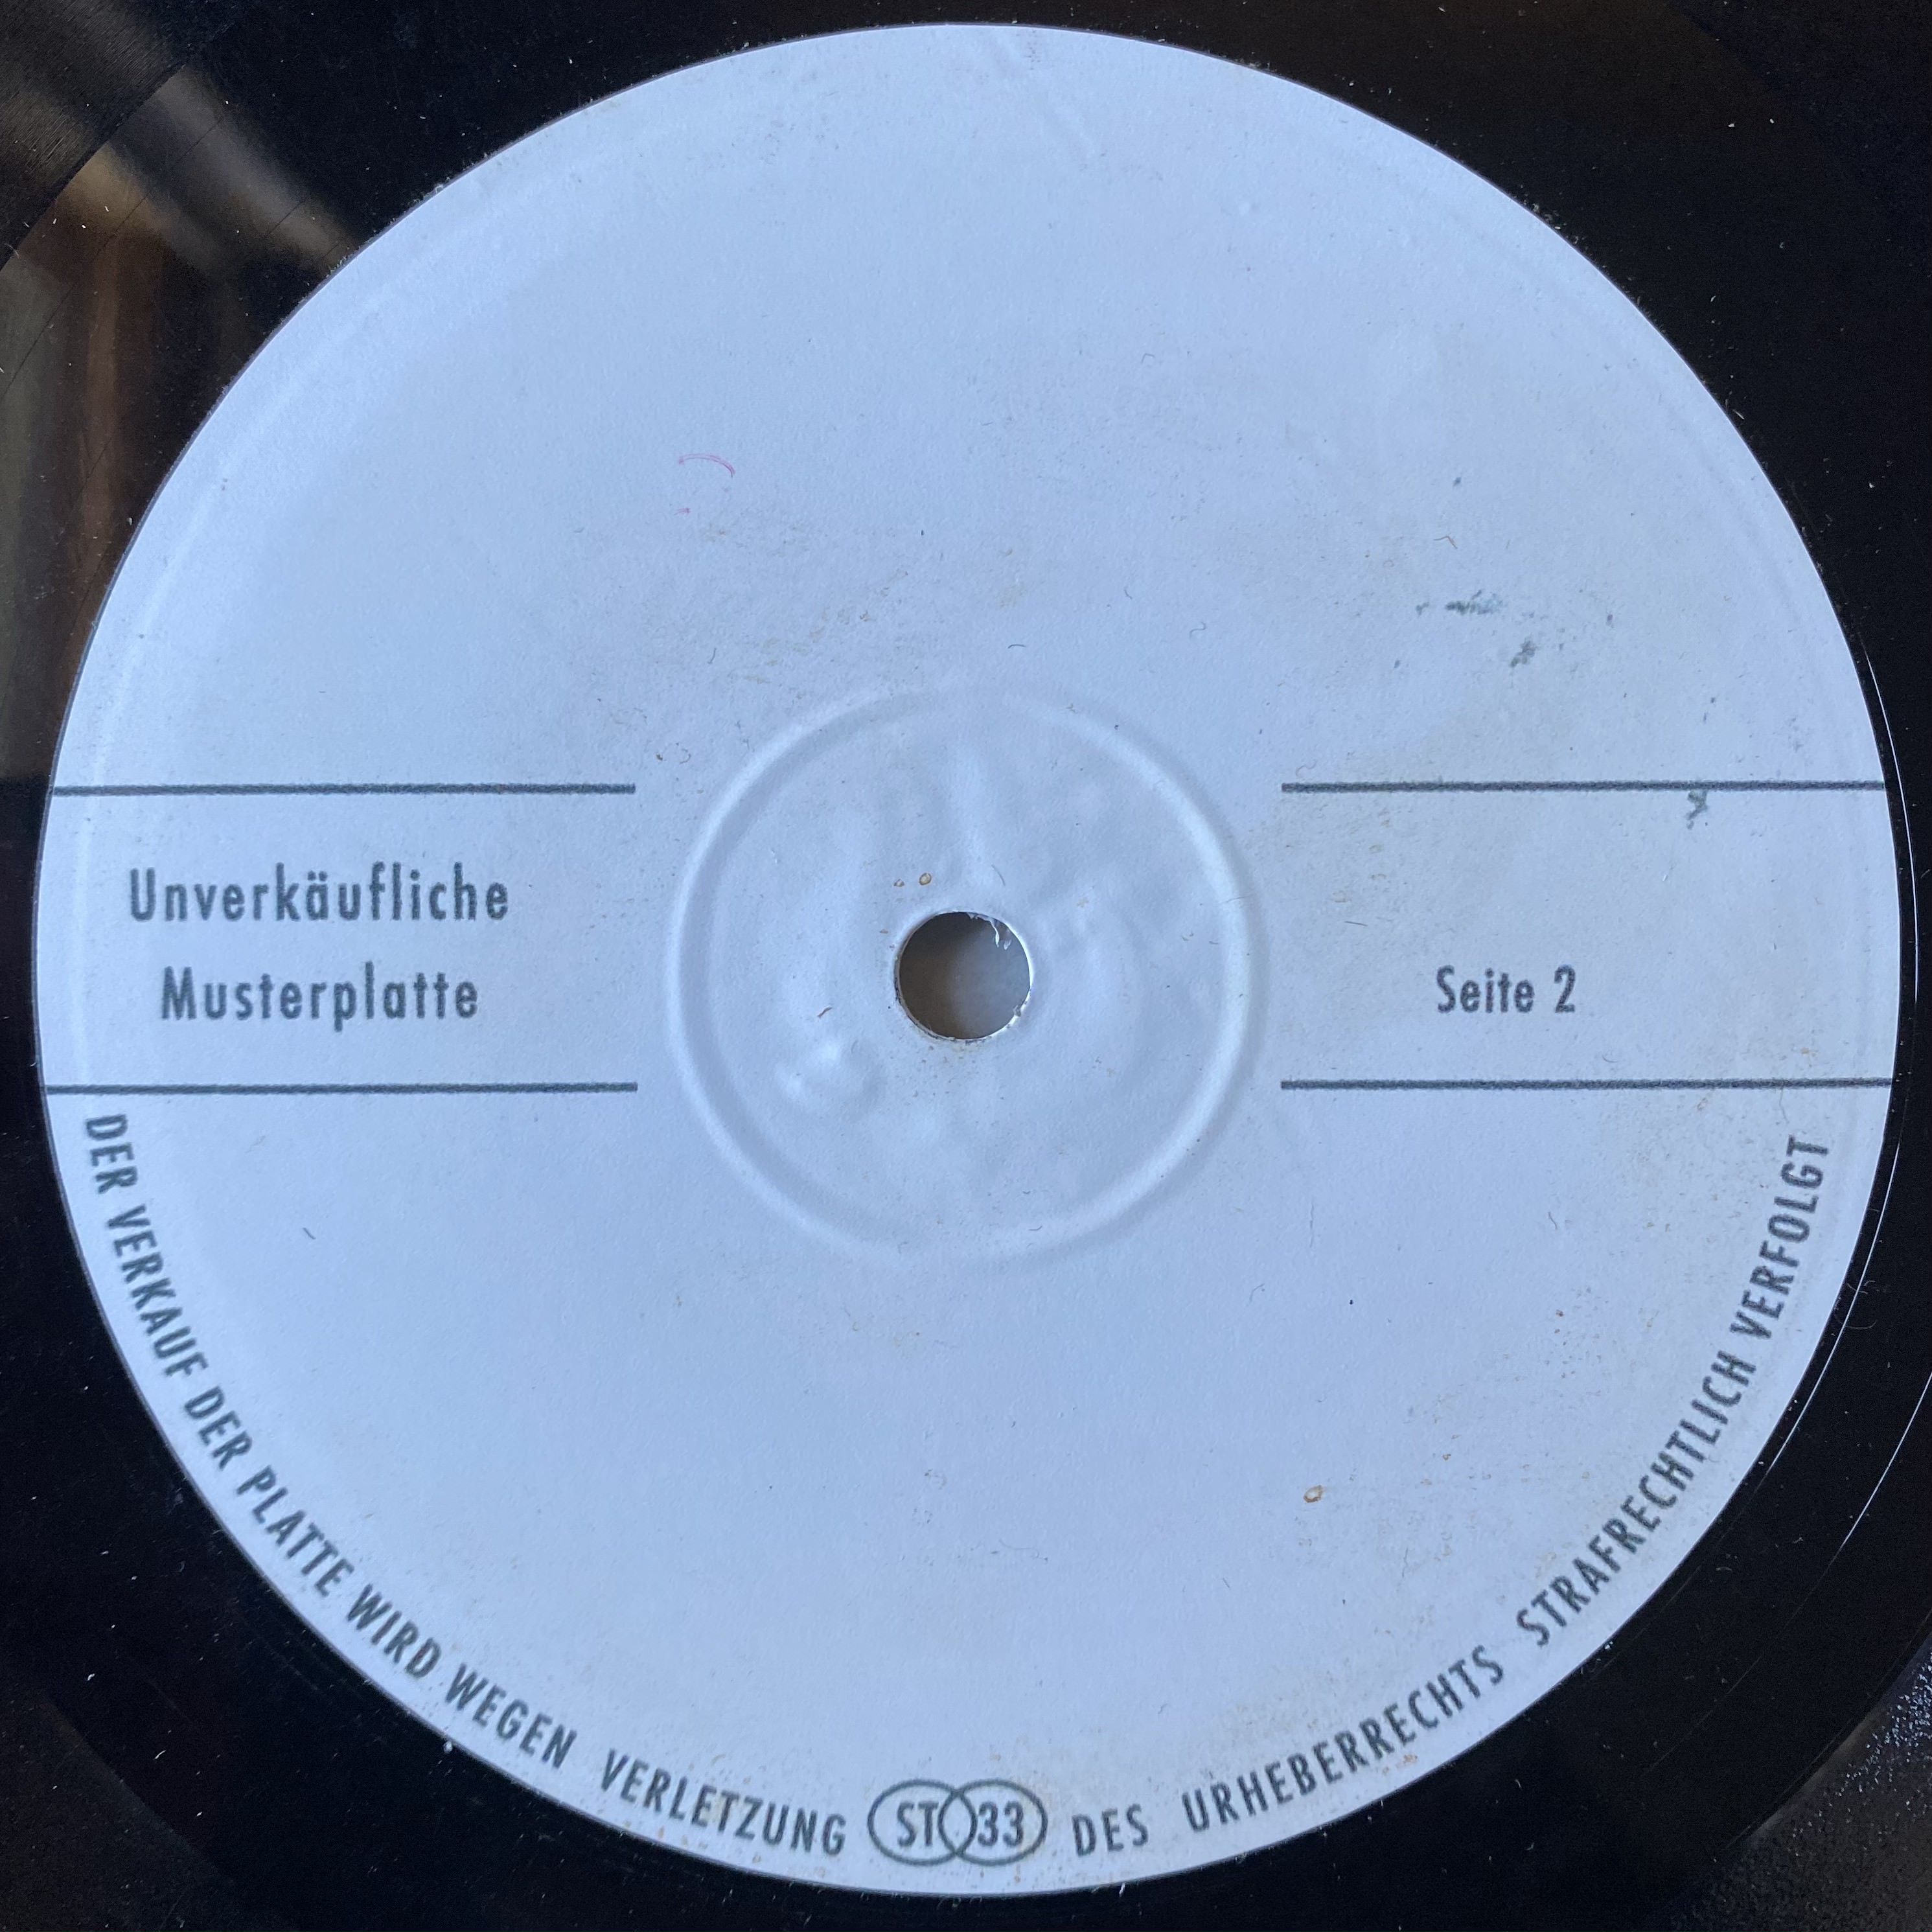 Unverkäufliche
Musterplatte
Seite 2
DER VERKAUF DER PLATTE WIRD WEGEN VERLETZUNG ST 33 DES URHEBERRECHTS STRAFRECHTLICH VERFOLGT